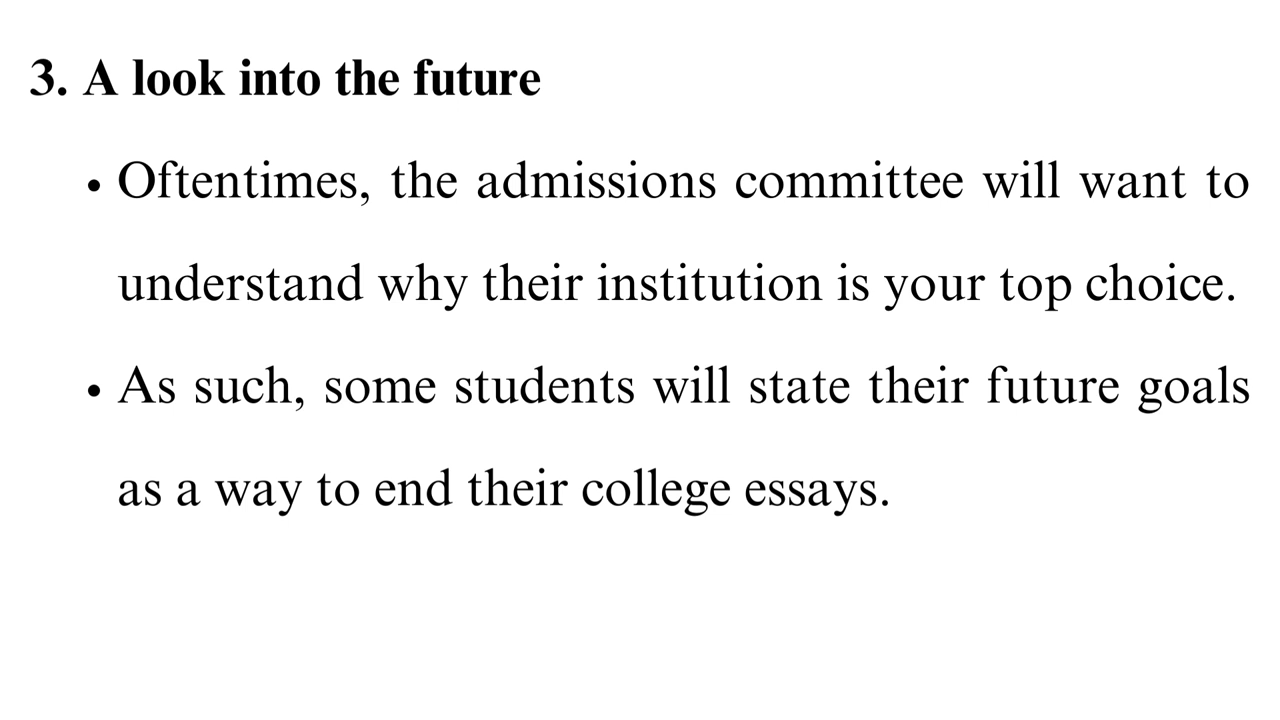 3. A look into the future
• Oftentimes, the admissions committee will want to
understand why their institution is your top choice.
• As such, some students will state their future goals
as a way to end their college essays.